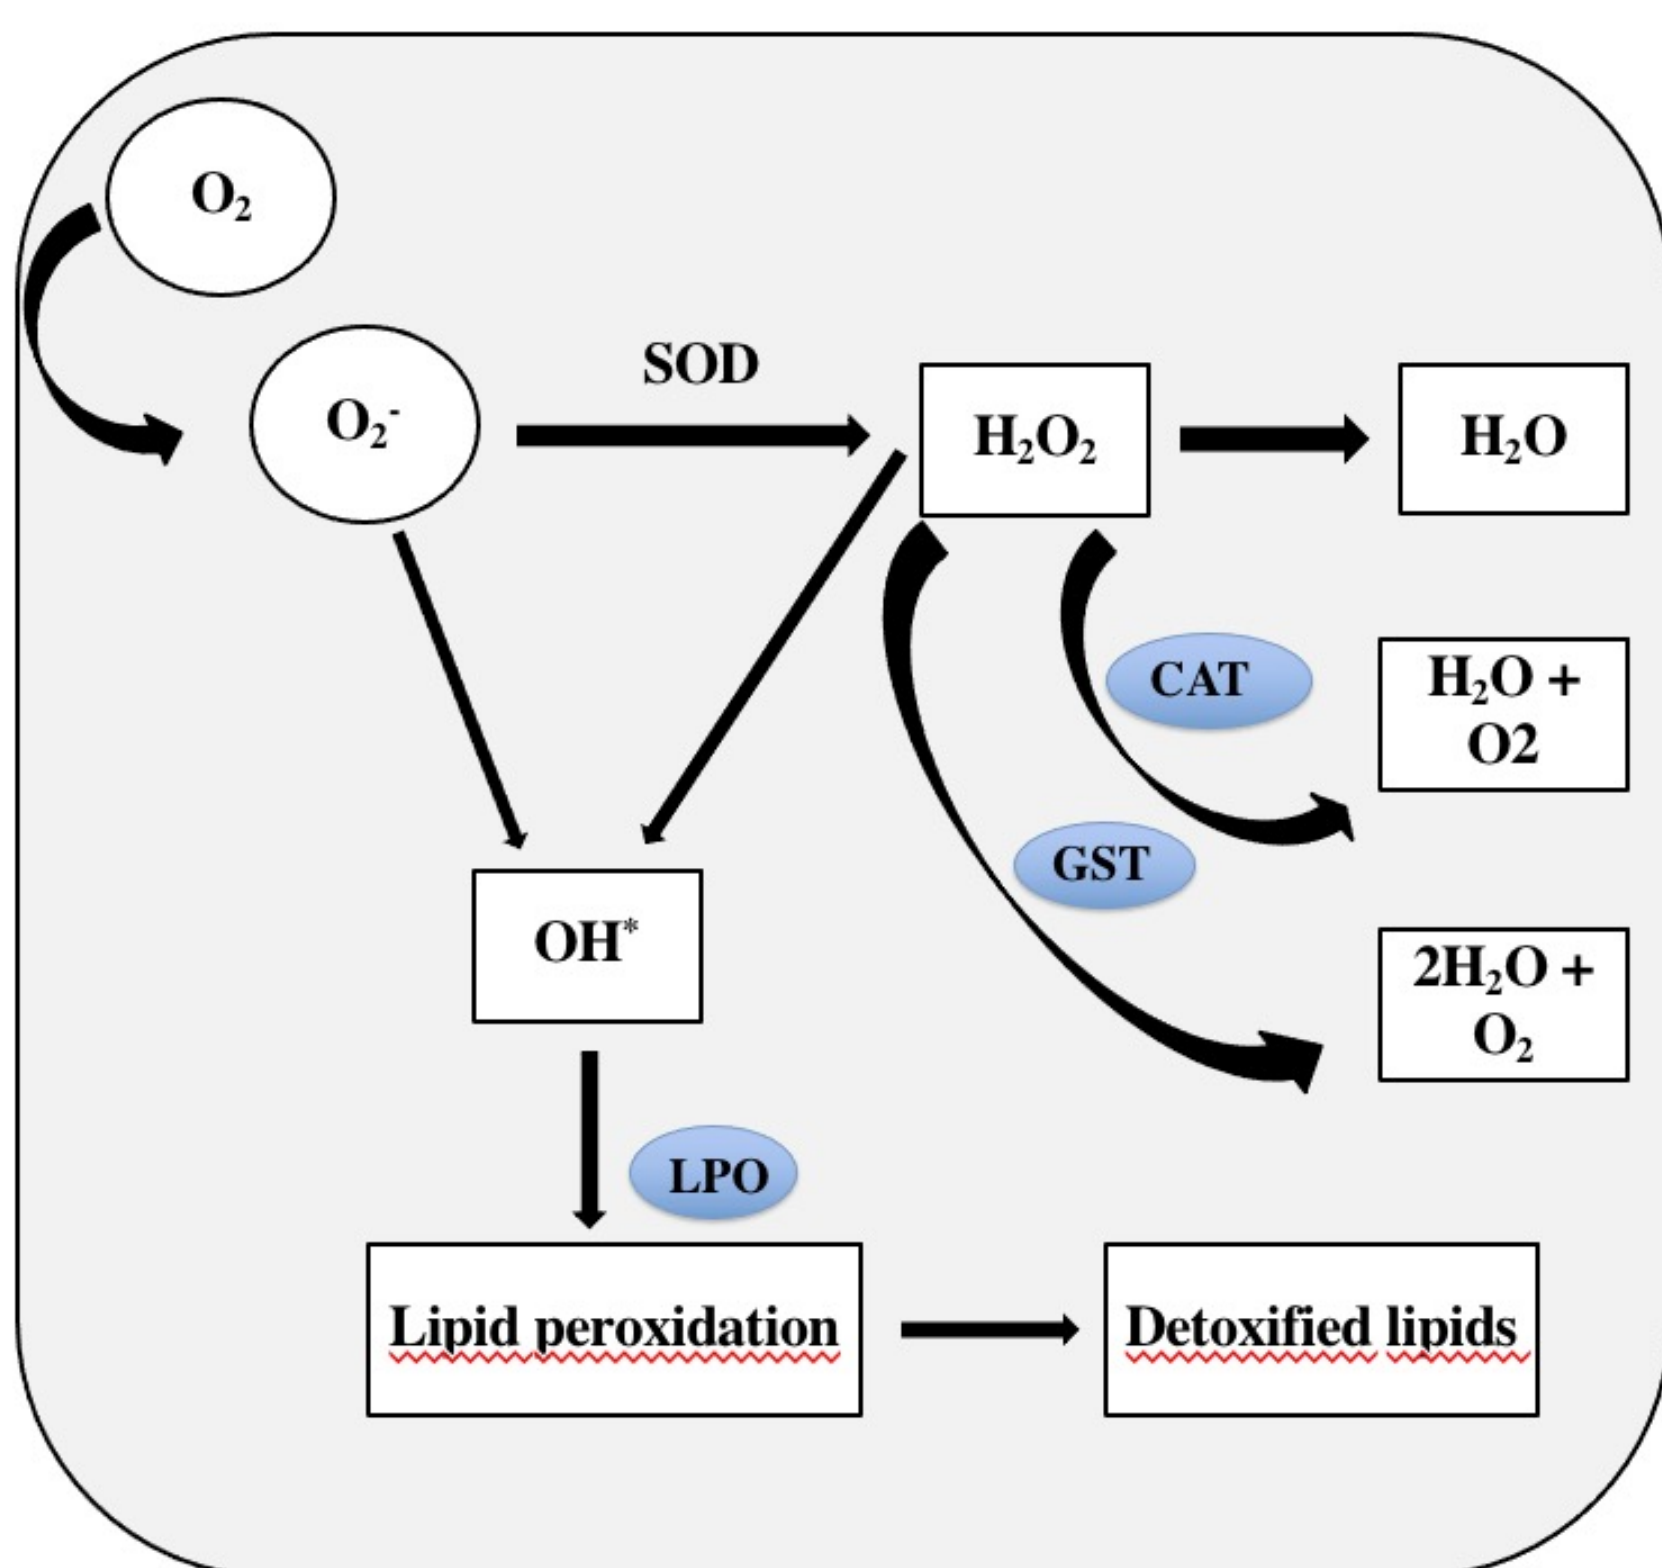 O₂
O₂⁻
SOD
H₂O₂
H₂O
CAT
H₂O +
O2
GST
OH*
2H₂O +
O₂
LPO
Lipid peroxidation
Detoxified lipids